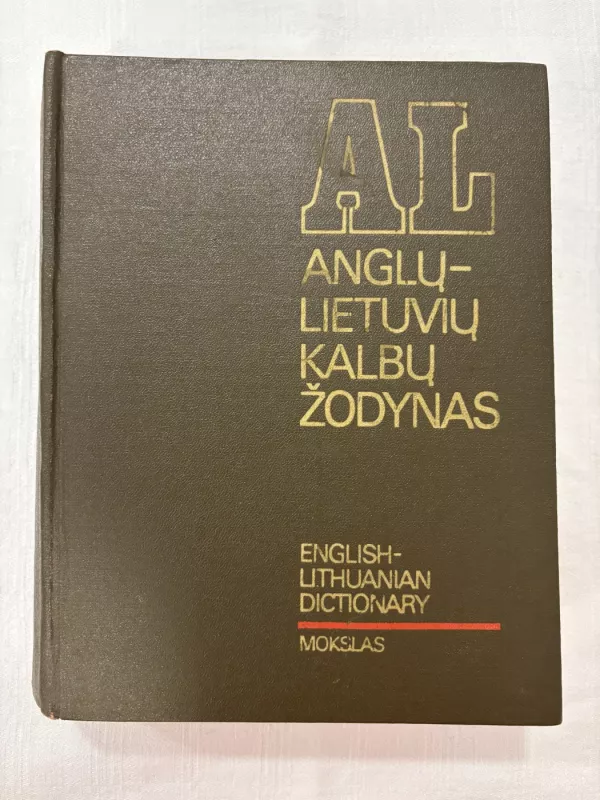 AL
ANGLŲ-
LIETUVIŲ
KALBŲ
ŽODYNAS
ENGLISH-
LITHUANIAN
DICTIONARY
MOKSLAS